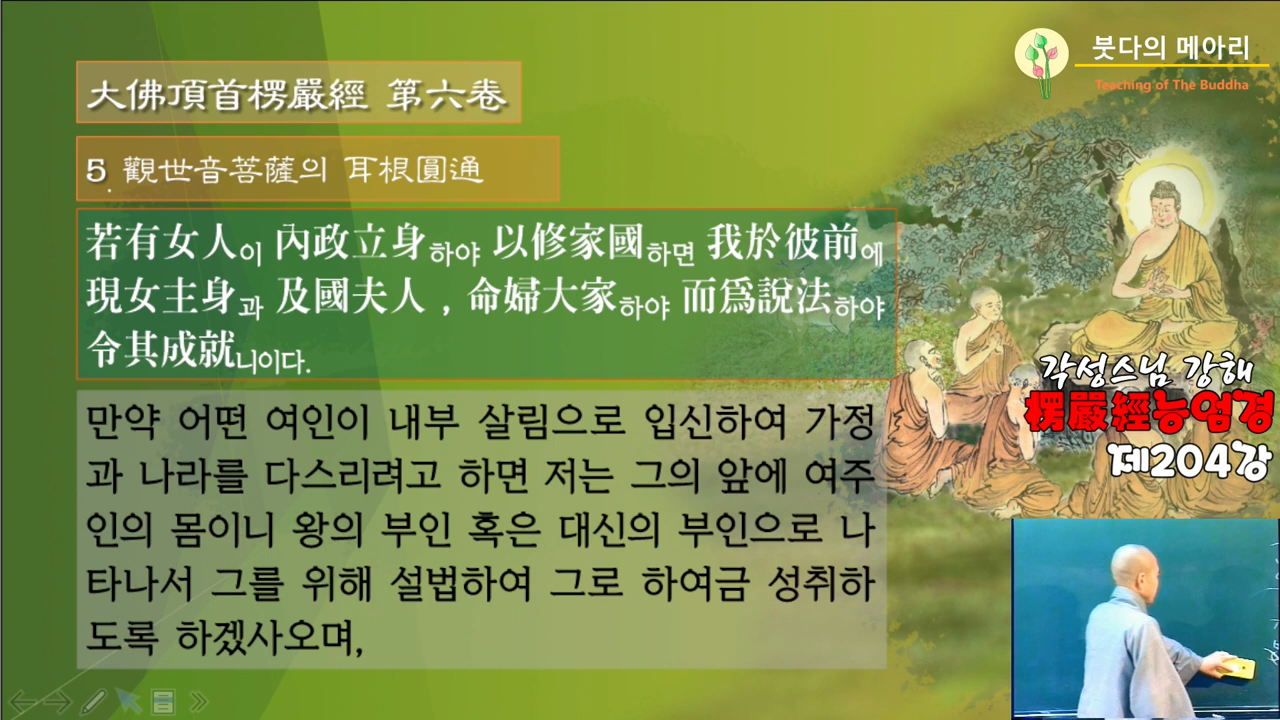 大佛頂首楞嚴經 第六卷
5. 觀世音菩薩의 耳根圓通
若有女人이 內政立身하야 以修家國하면 我於彼前에
現女主身과 及國夫人 , 命婦大家하야 而爲說法하야
令其成就니이다.
만약 어떤 여인이 내부 살림으로 입신하여 가정
과 나라를 다스리려고 하면 저는 그의 앞에 여주
인의 몸이니 왕의 부인 혹은 대신의 부인으로 나
타나서 그를 위해 설법하여 그로 하여금 성취하
도록 하겠사오며,
붓다의 메아리
Teaching of The Buddha
각성스님 강해
楞嚴經능엄경
제204강